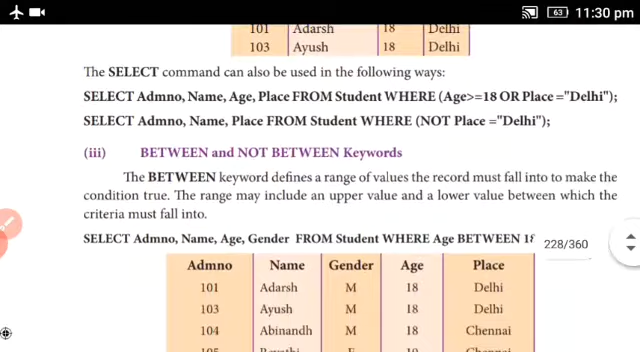 63 11:30 pm
101 Adarsh 18 Delhi
103 Ayush 18 Delhi
The SELECT command can also be used in the following ways:
SELECT Admno, Name, Age, Place FROM Student WHERE (Age>=18 OR Place ="Delhi");
SELECT Admno, Name, Place FROM Student WHERE (NOT Place ="Delhi");
(iii) BETWEEN and NOT BETWEEN Keywords
The BETWEEN keyword defines a range of values the record must fall into to make the
condition true. The range may include an upper value and a lower value between which the
criteria must fall into.
SELECT Admno, Name, Age, Gender FROM Student WHERE Age BETWEEN
228/360
Admno Name Gender Age Place
101 Adarsh M 18 Delhi
103 Ayush M 18 Delhi
104 Abinandh M 18 Chennai